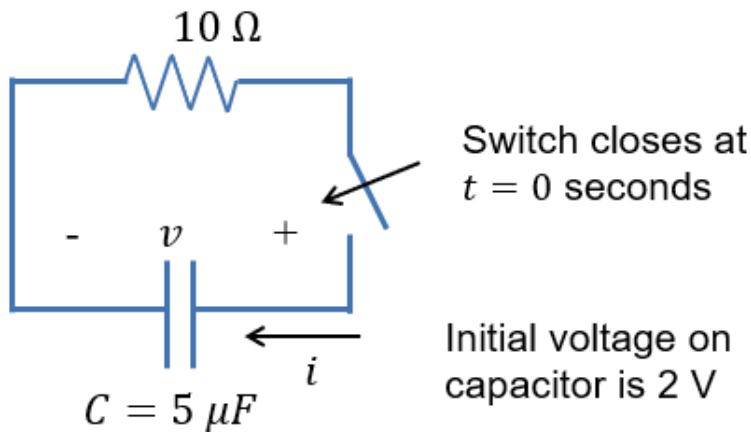 10 Ω
Switch closes at
t = 0 seconds
- v +
i
Initial voltage on
capacitor is 2 V
C = 5 μF